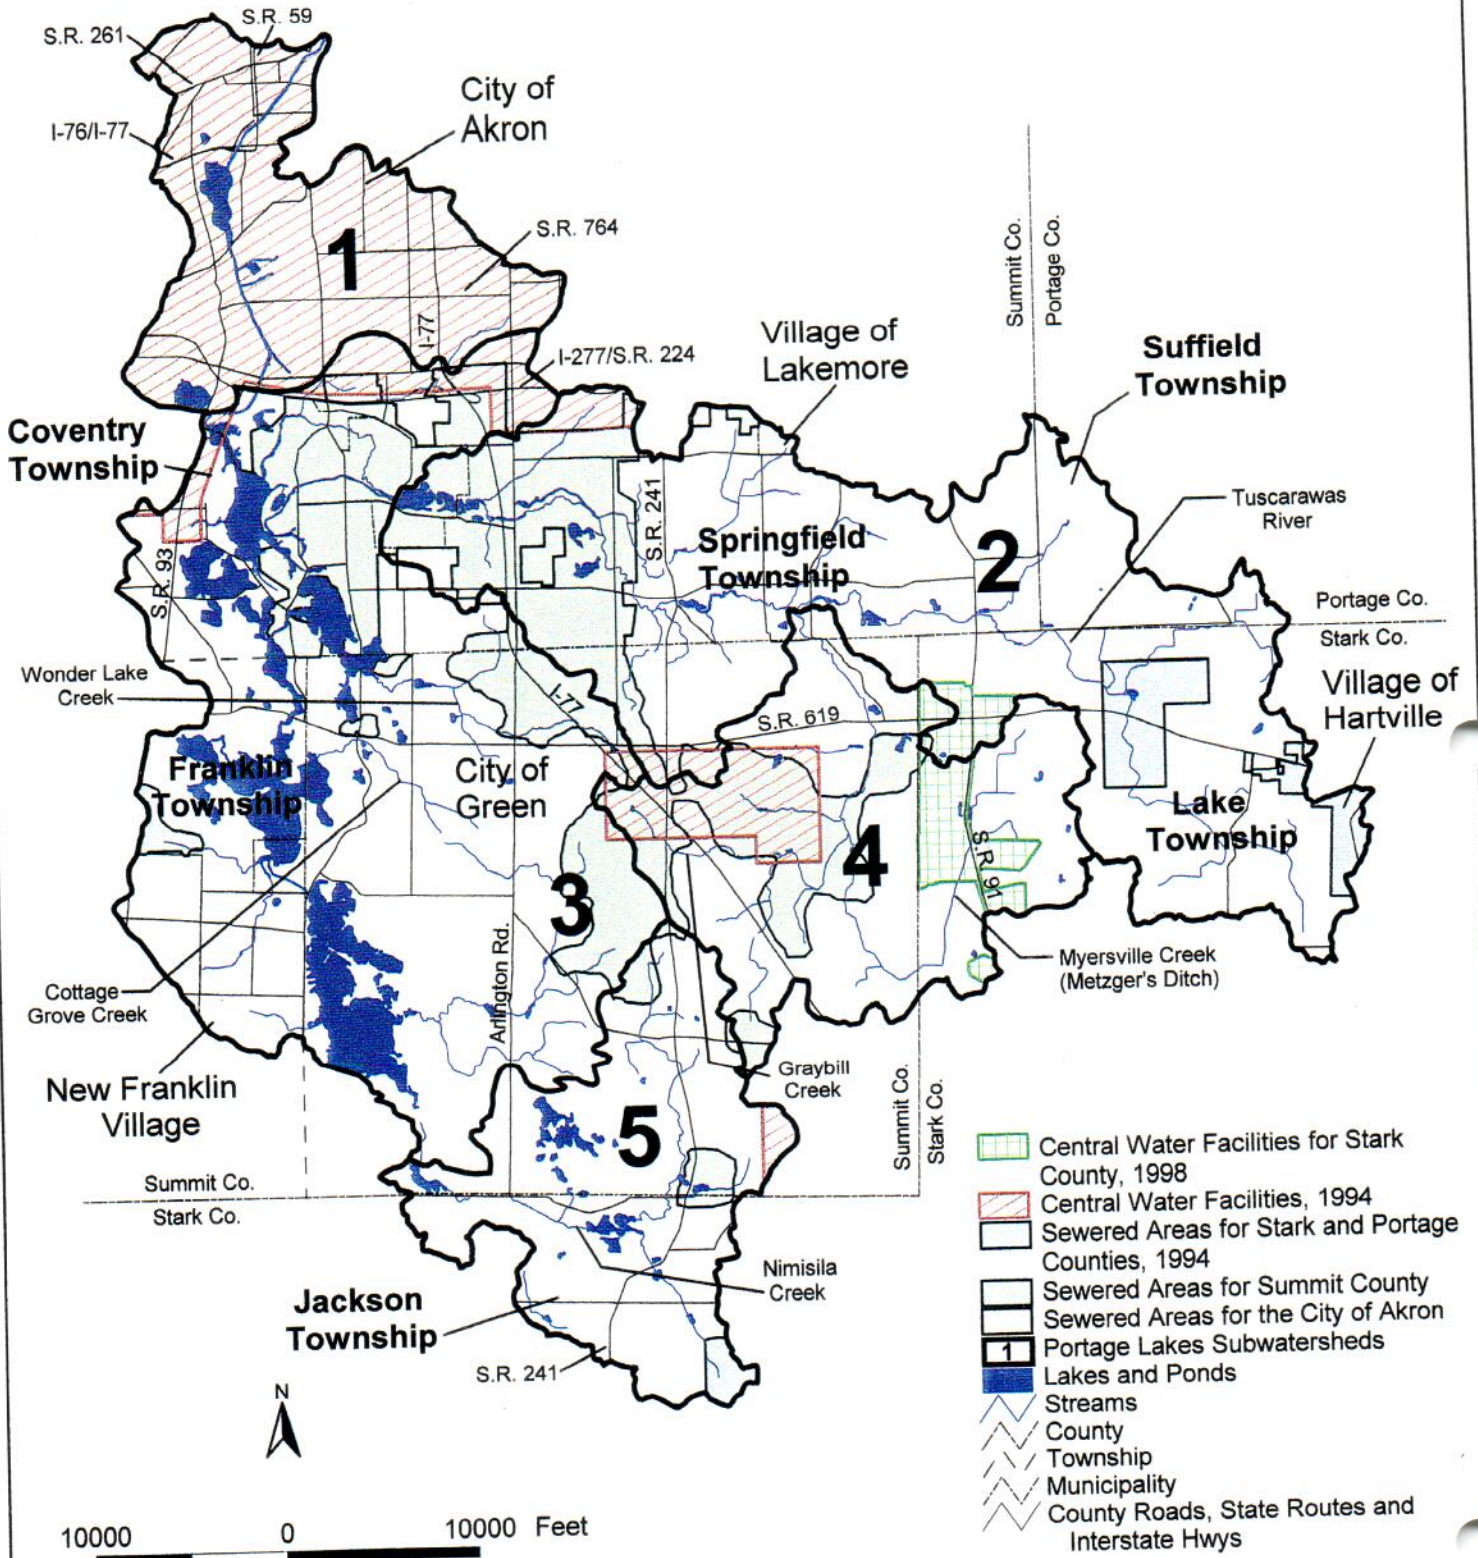 S.R. 59
S.R. 261
City of
Akron
I-76/I-77
S.R. 764
1
Summit Co.
Portage Co.
I-77
Village of
Lakemore
I-277/S.R. 224
Suffield
Township
Coventry
Township
S.R. 241
Tuscarawas
River
Springfield
Township
2
S.R. 93
Portage Co.
Stark Co.
Wonder Lake
Creek
I-77
Village of
Hartville
S.R. 619
Franklin
Township
City of
Green
Lake
Township
4
S.R. 91
3
Arlington Rd.
Myersville Creek
(Metzger's Ditch)
Cottage
Grove Creek
New Franklin
Village
Graybill
Creek
Summit Co.
Stark Co.
5
Summit Co.
Stark Co.
Nimisila
Creek
Jackson
Township
S.R. 241
N
10000 0 10000 Feet
Central Water Facilities for Stark
County, 1998
Central Water Facilities, 1994
Sewered Areas for Stark and Portage
Counties, 1994
Sewered Areas for Summit County
Sewered Areas for the City of Akron
1 Portage Lakes Subwatersheds
Lakes and Ponds
Streams
County
Township
Municipality
County Roads, State Routes and
Interstate Hwys